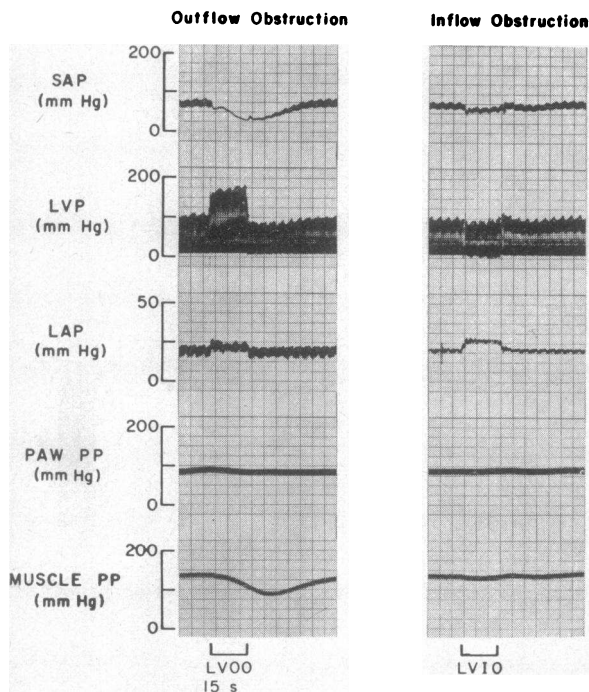 Outflow Obstruction
Inflow Obstruction
SAP
(mm Hg)
200
0
LVP
(mm Hg)
200
0
LAP
(mm Hg)
50
0
PAW PP
(mm Hg)
200
0
MUSCLE PP
(mm Hg)
200
0
LVOO
15 s
LVIO